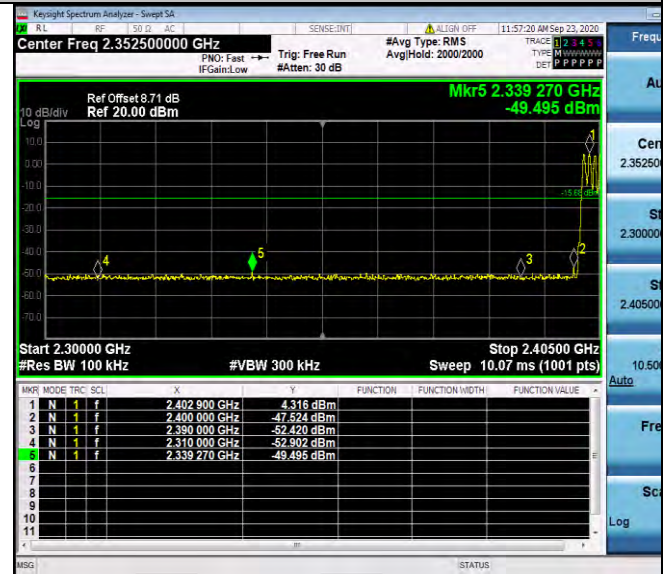 Keysight Spectrum Analyzer - Swept SA
RL RF 50 Ω AC SENSE:INT ALIGN OFF 11:57:20 AM Sep 23, 2020
Center Freq 2.352500000 GHz #Avg Type: RMS TRACE 1 2 3 4 5 6 Frequ
PNO: Fast Trig: Free Run Avg|Hold: 2000/2000 TYPE M WWWWW
IFGain:Low #Atten: 30 dB DET P P P P P P
Au
Mkr5 2.339 270 GHz
-49.495 dBm
Ref Offset 8.71 dB
10 dB/div Ref 20.00 dBm
Log
10.0
0.00
-10.0
-20.0
-30.0
-40.0
-50.0
-60.0
-70.0
1
4
5
3
2
Cen
2.35250
St
2.30000
St
2.40500
Start 2.30000 GHz Stop 2.40500 GHz
#Res BW 100 kHz #VBW 300 kHz Sweep 10.07 ms (1001 pts)
10.500
Auto
MKR MODE TRC SCL X Y FUNCTION FUNCTION WIDTH FUNCTION VALUE
1 N 1 f 2.402 900 GHz 4.316 dBm
2 N 1 f 2.400 000 GHz -47.524 dBm
3 N 1 f 2.390 000 GHz -52.420 dBm
4 N 1 f 2.310 000 GHz -52.902 dBm
5 N 1 f 2.339 270 GHz -49.495 dBm
6
7
8
9
10
11
Fre
Sca
Log
MSG STATUS